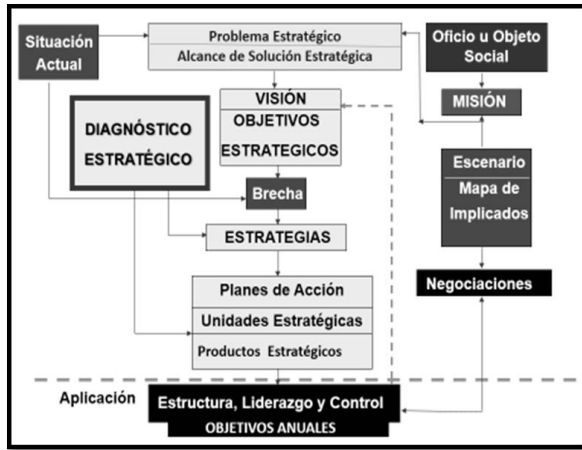 Situación
Actual
Problema Estratégico
Alcance de Solución Estratégica
Oficio u Objeto
Social
VISIÓN
OBJETIVOS
ESTRATEGICOS
MISIÓN
DIAGNÓSTICO
ESTRATÉGICO
Escenario
Mapa de
Implicados
Brecha
ESTRATEGIAS
Negociaciones
Planes de Acción
Unidades Estratégicas
Productos Estratégicos
Aplicación
Estructura, Liderazgo y Control
OBJETIVOS ANUALES